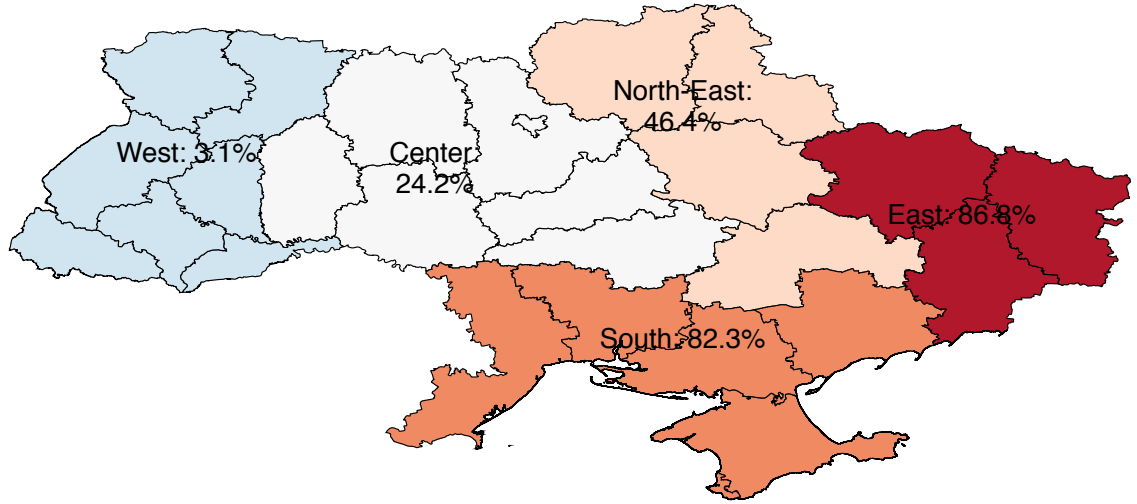 North-East:
46.4%
West: 3.1%
Center
24.2%
East: 86.8%
South: 82.3%